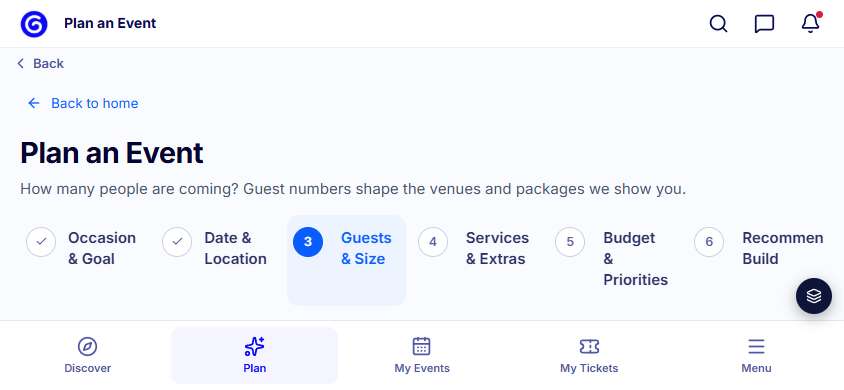 Plan an Event
Back
Back to home
Plan an Event
How many people are coming? Guest numbers shape the venues and packages we show you.
Occasion
& Goal
Date &
Location
3
Guests
& Size
4
Services
& Extras
5
Budget
&
Priorities
6
Recommen
Build
Discover
Plan
My Events
My Tickets
Menu